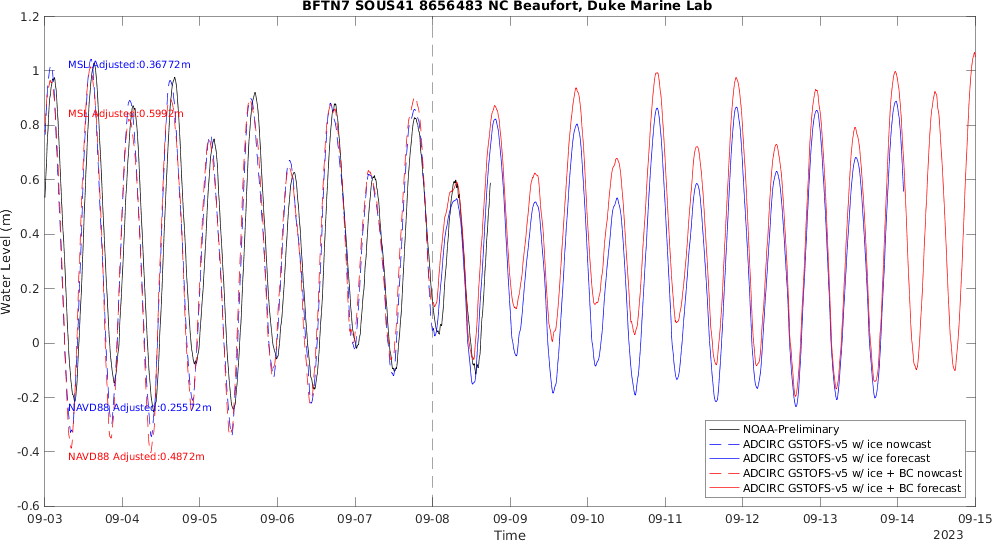 BFTN7 SOUS41 8656483 NC Beaufort, Duke Marine Lab
1.2
1
0.8
0.6
0.4
0.2
0
-0.2
-0.4
-0.6
Water Level (m)
MSL Adjusted:0.36772m
MSL Adjusted:0.5992m
NAVD88 Adjusted:0.25572m
NAVD88 Adjusted:0.4872m
NOAA-Preliminary
ADCIRC GSTOFS-v5 w/ ice nowcast
ADCIRC GSTOFS-v5 w/ ice forecast
ADCIRC GSTOFS-v5 w/ ice + BC nowcast
ADCIRC GSTOFS-v5 w/ ice + BC forecast
09-03 09-04 09-05 09-06 09-07 09-08 09-09 09-10 09-11 09-12 09-13 09-14 09-15
Time
2023